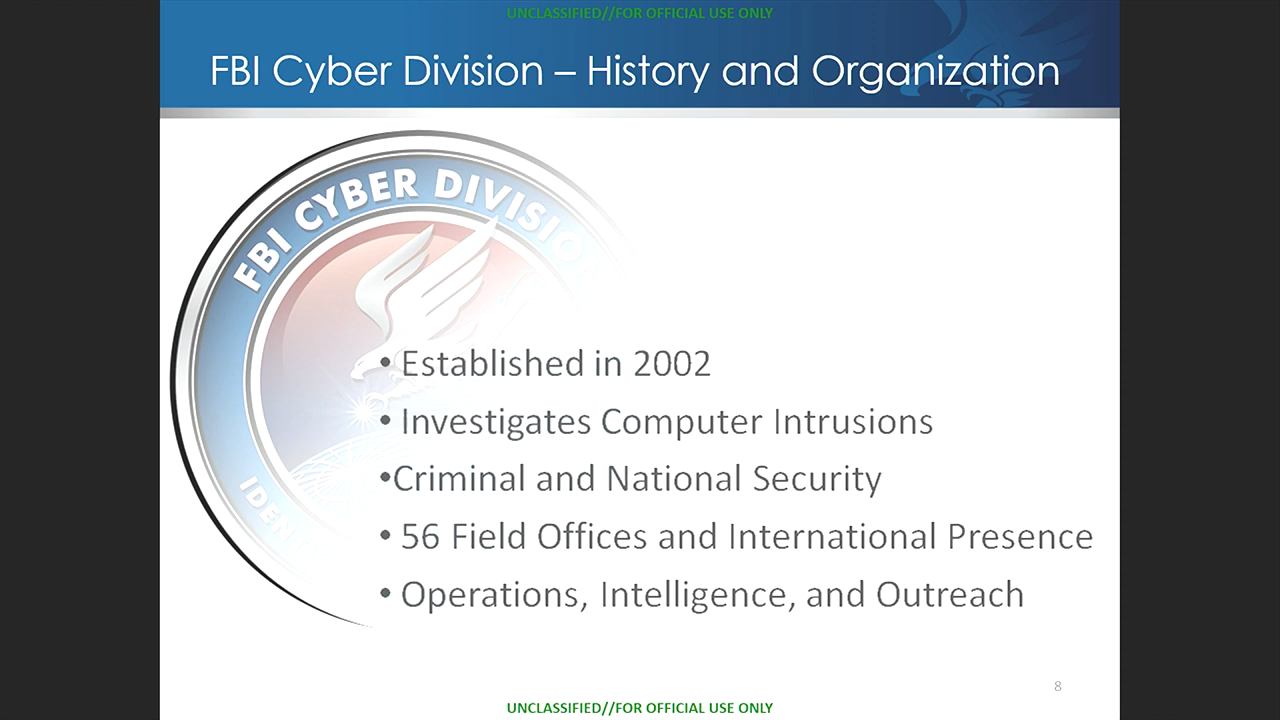 UNCLASSIFIED//FOR OFFICIAL USE ONLY
FBI Cyber Division – History and Organization
FBI CYBER DIVISION
IDENT
• Established in 2002
• Investigates Computer Intrusions
•Criminal and National Security
• 56 Field Offices and International Presence
• Operations, Intelligence, and Outreach
8
UNCLASSIFIED//FOR OFFICIAL USE ONLY